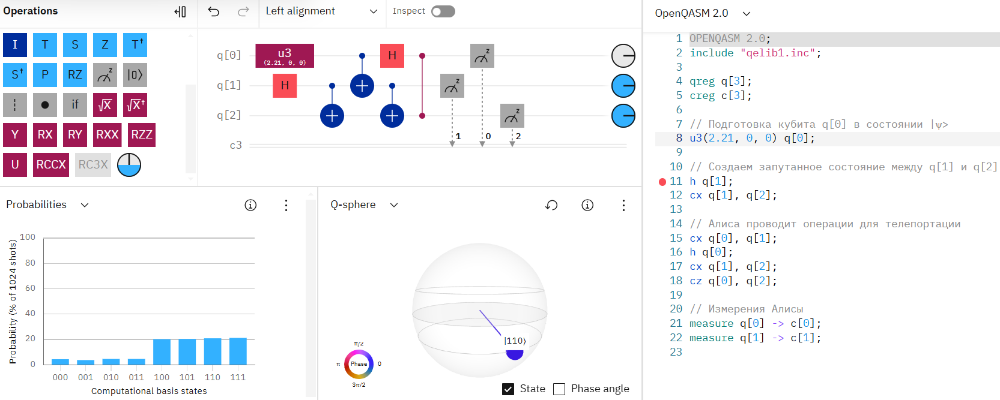 Operations
Left alignment
Inspect
OpenQASM 2.0
I T S Z T†
S† P RZ z |0⟩
if √X √X†
Y RX RY RXX RZZ
U RCCX RC3X
q[0] u3 H z
(2.21, 0, 0)
q[1] H z
q[2] z
c3 1 0 2
Probabilities
Probability (% of 1024 shots)
100
80
60
40
20
0
000 001 010 011 100 101 110 111
Computational basis states
Q-sphere
|110⟩
π/2
π Phase 0
3π/2
State Phase angle
1 OPENQASM 2.0;
2 include "qelib1.inc";
3
4 qreg q[3];
5 creg c[3];
6
7 // Подготовка кубита q[0] в состоянии |ψ>
8 u3(2.21, 0, 0) q[0];
9
10 // Создаем запутанное состояние между q[1] и q[2]
11 h q[1];
12 cx q[1], q[2];
13
14 // Алиса проводит операции для телепортации
15 cx q[0], q[1];
16 h q[0];
17 cx q[1], q[2];
18 cz q[0], q[2];
19
20 // Измерения Алисы
21 measure q[0] -> c[0];
22 measure q[1] -> c[1];
23